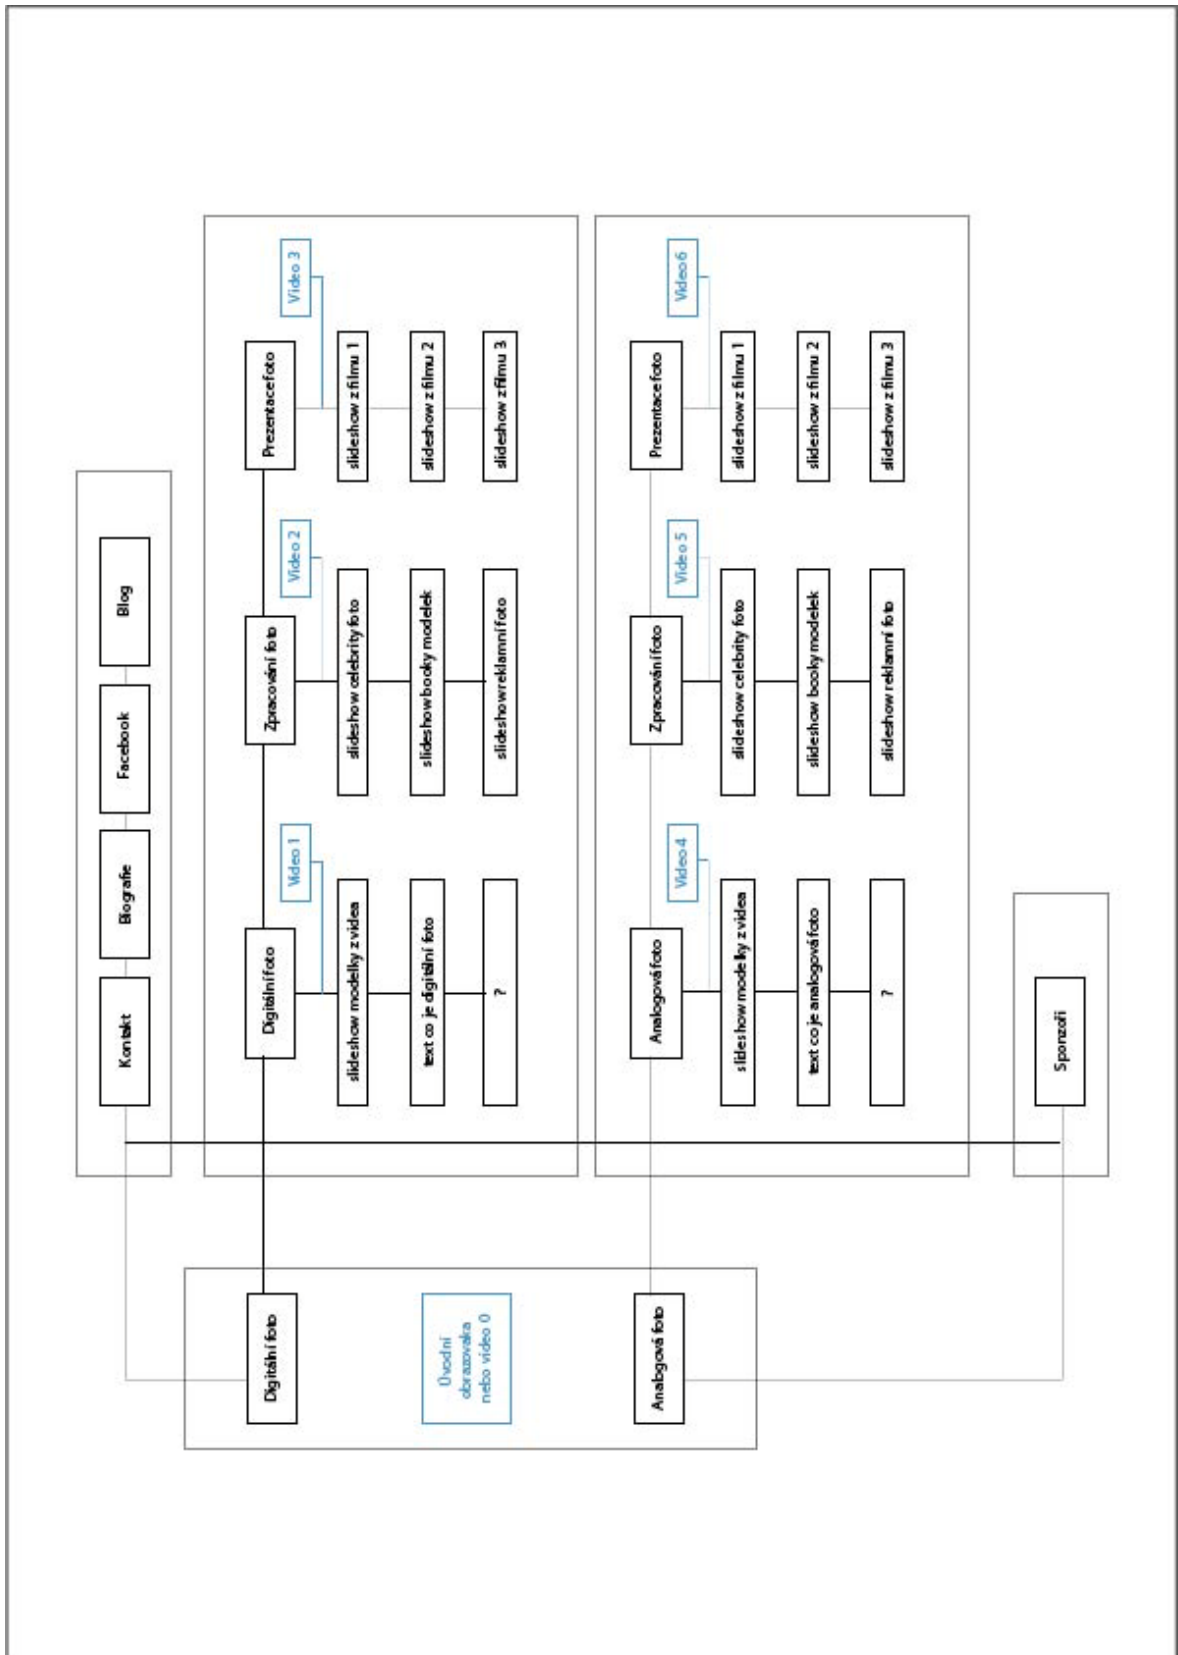 Kontakt
Biografie
Facebook
Blog
Digitální foto
Zpracování foto
Prezentace foto
Video 1
Video 2
Video 3
slideshow modelky z videa
slideshow celebrity foto
slideshow z filmu 1
text co je digitální foto
slideshow booky modelek
slideshow z filmu 2
?
slideshow reklamní foto
slideshow z filmu 3
Digitální foto
Úvodní
obrazovaka
nebo video 0
Analogová foto
Analogová foto
Zpracování foto
Prezentace foto
Video 4
Video 5
Video 6
slideshow modelky z videa
slideshow celebrity foto
slideshow z filmu 1
text co je analogová foto
slideshow booky modelek
slideshow z filmu 2
?
slideshow reklamní foto
slideshow z filmu 3
Sponzoři